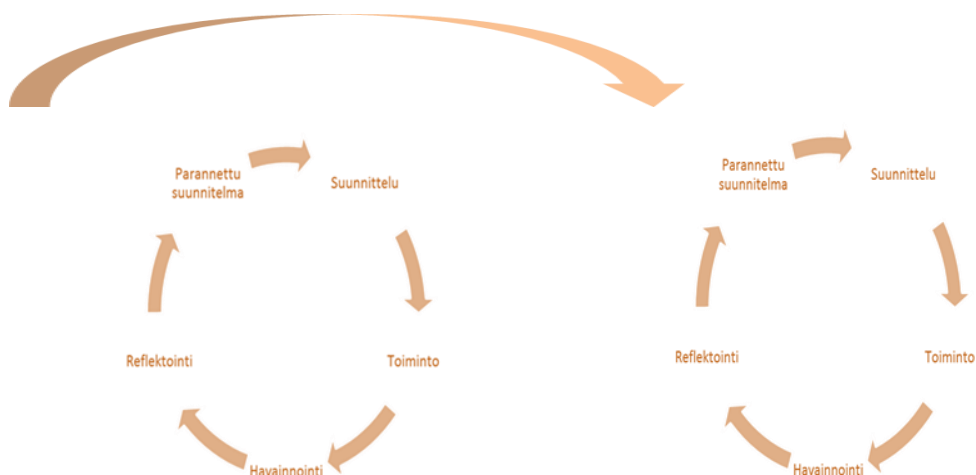 Parannettu
suunnitelma
Suunnittelu
Toiminto
Havainnointi
Reflektointi
Parannettu
suunnitelma
Suunnittelu
Toiminto
Havainnointi
Reflektointi